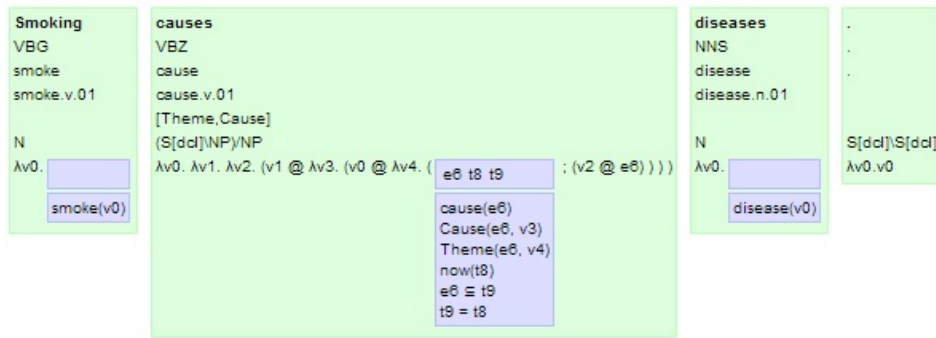 Smoking
VBG
smoke
smoke.v.01
N
λv0.
smoke(v0)
causes
VBZ
cause
cause.v.01
[Theme,Cause]
(S[dcl]\NP)/NP
λv0. λv1. λv2. (v1 @ λv3. (v0 @ λv4. ( e6 t8 t9 ; (v2 @ e6) ) ) )
cause(e6)
Cause(e6, v3)
Theme(e6, v4)
now(t8)
e6 ⊆ t9
t9 = t8
diseases
NNS
disease
disease.n.01
N
λv0.
disease(v0)
.
.
.
S[dcl]\S[dcl]
λv0.v0